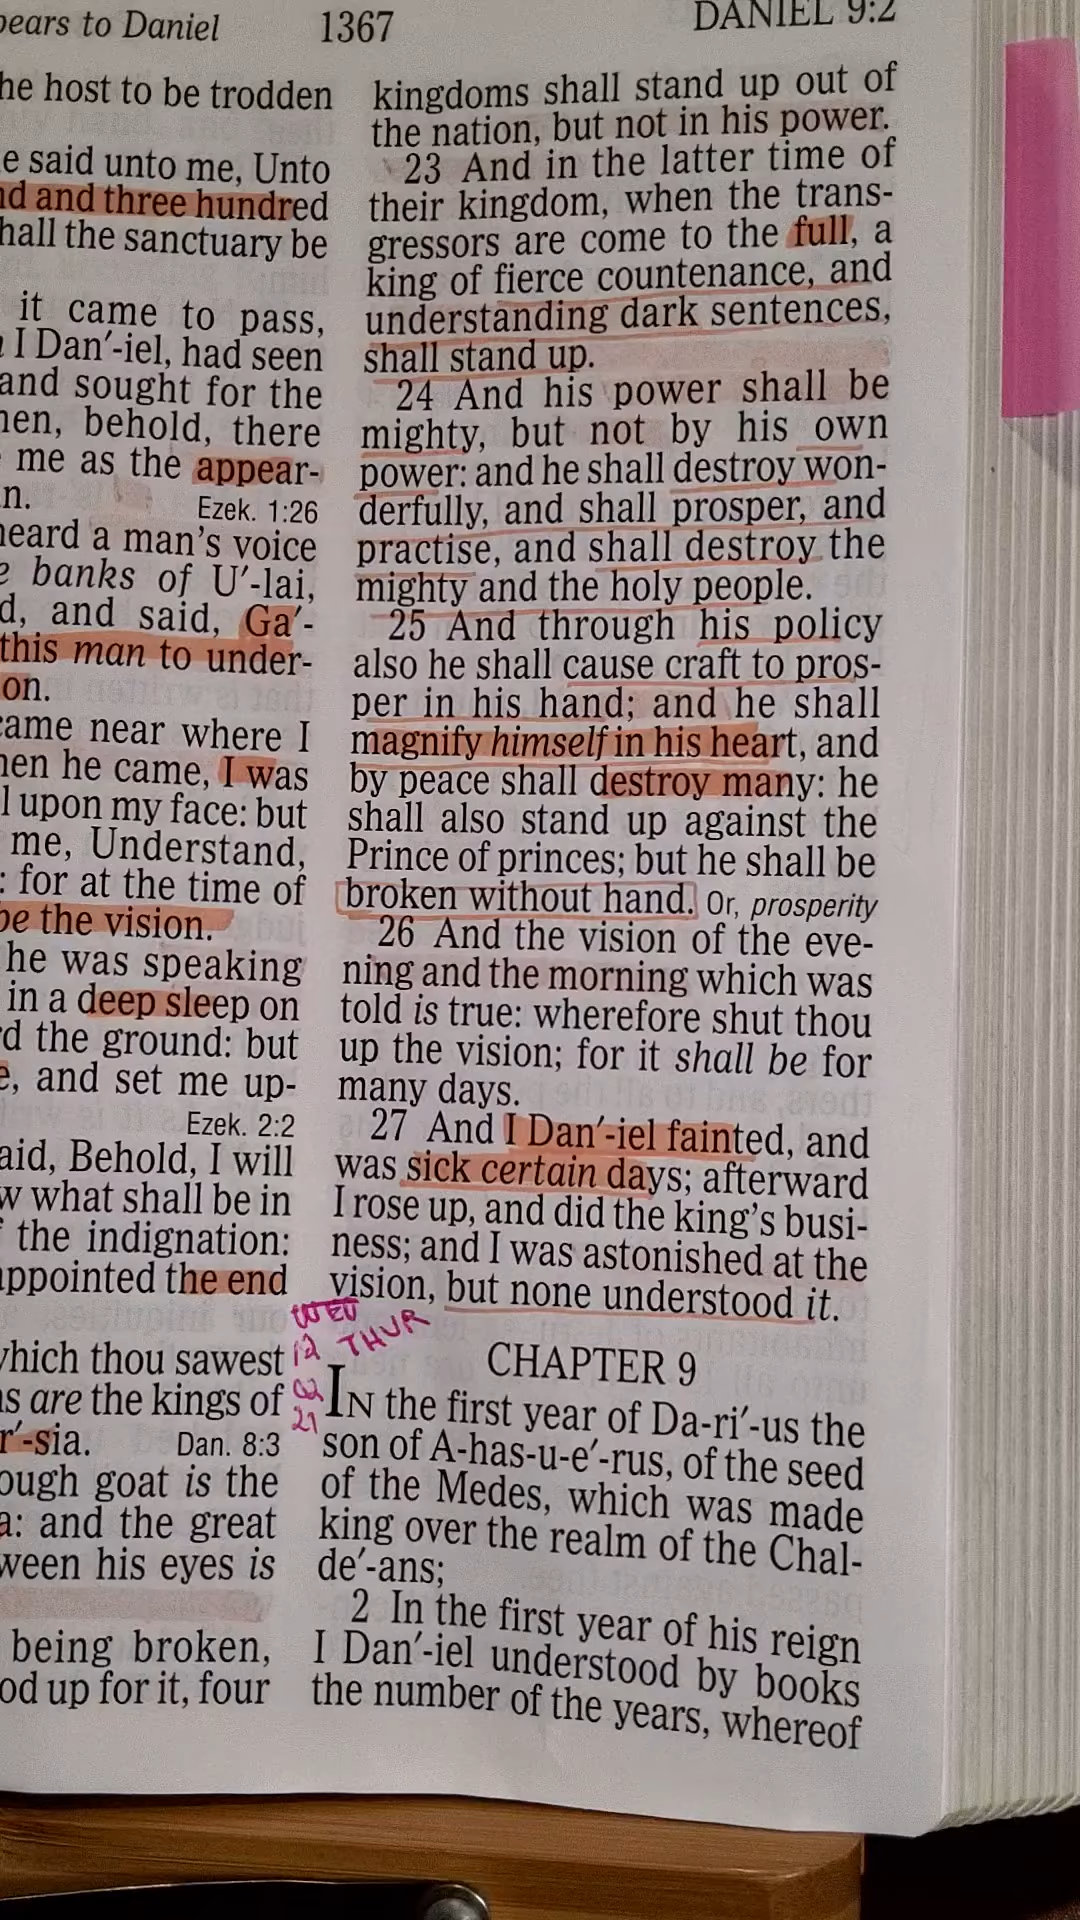 pears to Daniel 1367 DANIEL 9:2
he host to be trodden
e said unto me, Unto
nd and three hundred
hall the sanctuary be
it came to pass,
I Dan′-iel, had seen
and sought for the
hen, behold, there
me as the appear-
n. Ezek. 1:26
heard a man's voice
e banks of U′-lai,
d, and said, Ga′-
this man to under-
on.
came near where I
hen he came, I was
l upon my face: but
me, Understand,
: for at the time of
be the vision.
he was speaking
in a deep sleep on
d the ground: but
e, and set me up-
Ezek. 2:2
aid, Behold, I will
w what shall be in
the indignation:
appointed the end
which thou sawest
ns are the kings of
r′-sia. Dan. 8:3
ough goat is the
a: and the great
ween his eyes is
being broken,
od up for it, four
kingdoms shall stand up out of
the nation, but not in his power.
23 And in the latter time of
their kingdom, when the trans-
gressors are come to the full, a
king of fierce countenance, and
understanding dark sentences,
shall stand up.
24 And his power shall be
mighty, but not by his own
power: and he shall destroy won-
derfully, and shall prosper, and
practise, and shall destroy the
mighty and the holy people.
25 And through his policy
also he shall cause craft to pros-
per in his hand; and he shall
magnify himself in his heart, and
by peace shall destroy many: he
shall also stand up against the
Prince of princes; but he shall be
broken without hand. Or, prosperity
26 And the vision of the eve-
ning and the morning which was
told is true: wherefore shut thou
up the vision; for it shall be for
many days.
27 And I Dan′-iel fainted, and
was sick certain days; afterward
I rose up, and did the king's busi-
ness; and I was astonished at the
vision, but none understood it.
WED
12 THUR
02
21
CHAPTER 9
IN the first year of Da-ri′-us the
son of A-has-u-e′-rus, of the seed
of the Medes, which was made
king over the realm of the Chal-
de′-ans;
2 In the first year of his reign
I Dan′-iel understood by books
the number of the years, whereof